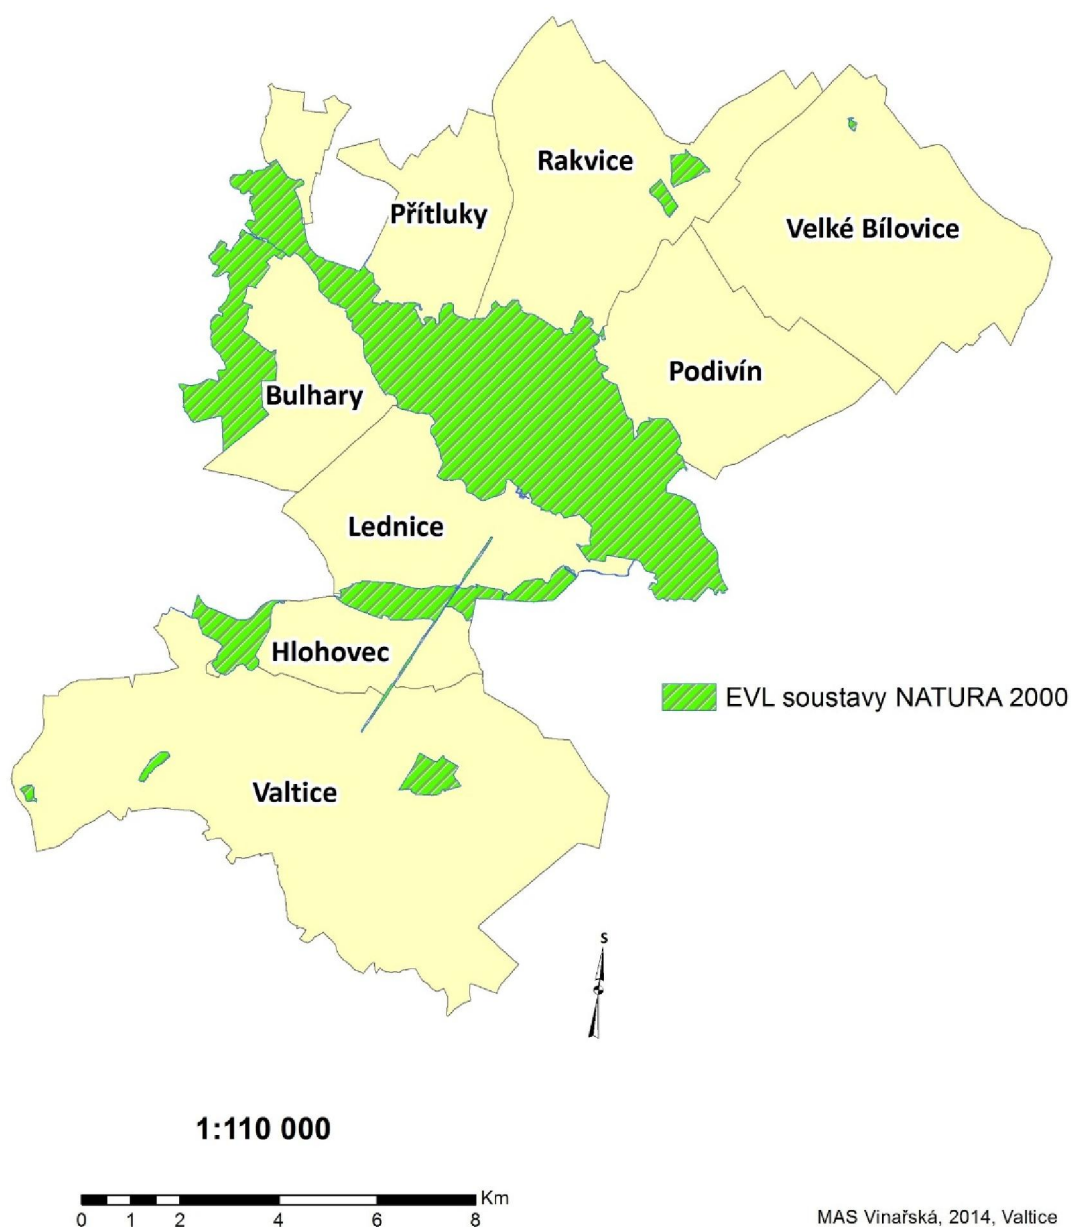 Rakvice
Přítluky
Velké Bílovice
Podivín
Bulhary
Lednice
Hlohovec
EVL soustavy NATURA 2000
Valtice
S
1:110 000
Km
0 1 2 4 6 8
MAS Vinařská, 2014, Valtice